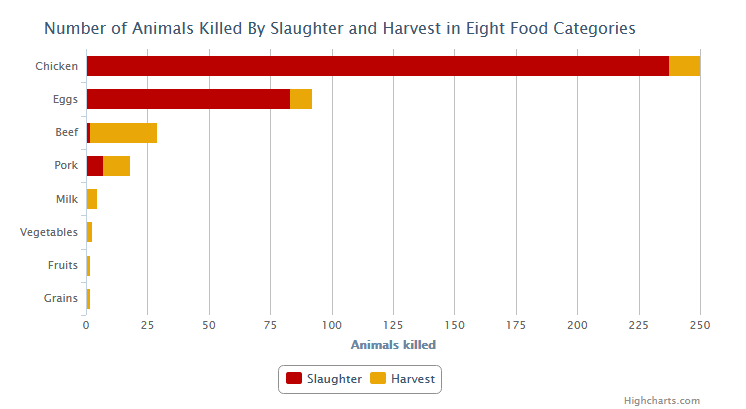 Number of Animals Killed By Slaughter and Harvest in Eight Food Categories
Chicken
Eggs
Beef
Pork
Milk
Vegetables
Fruits
Grains
0 25 50 75 100 125 150 175 200 225 250
Animals killed
Slaughter Harvest
Highcharts.com